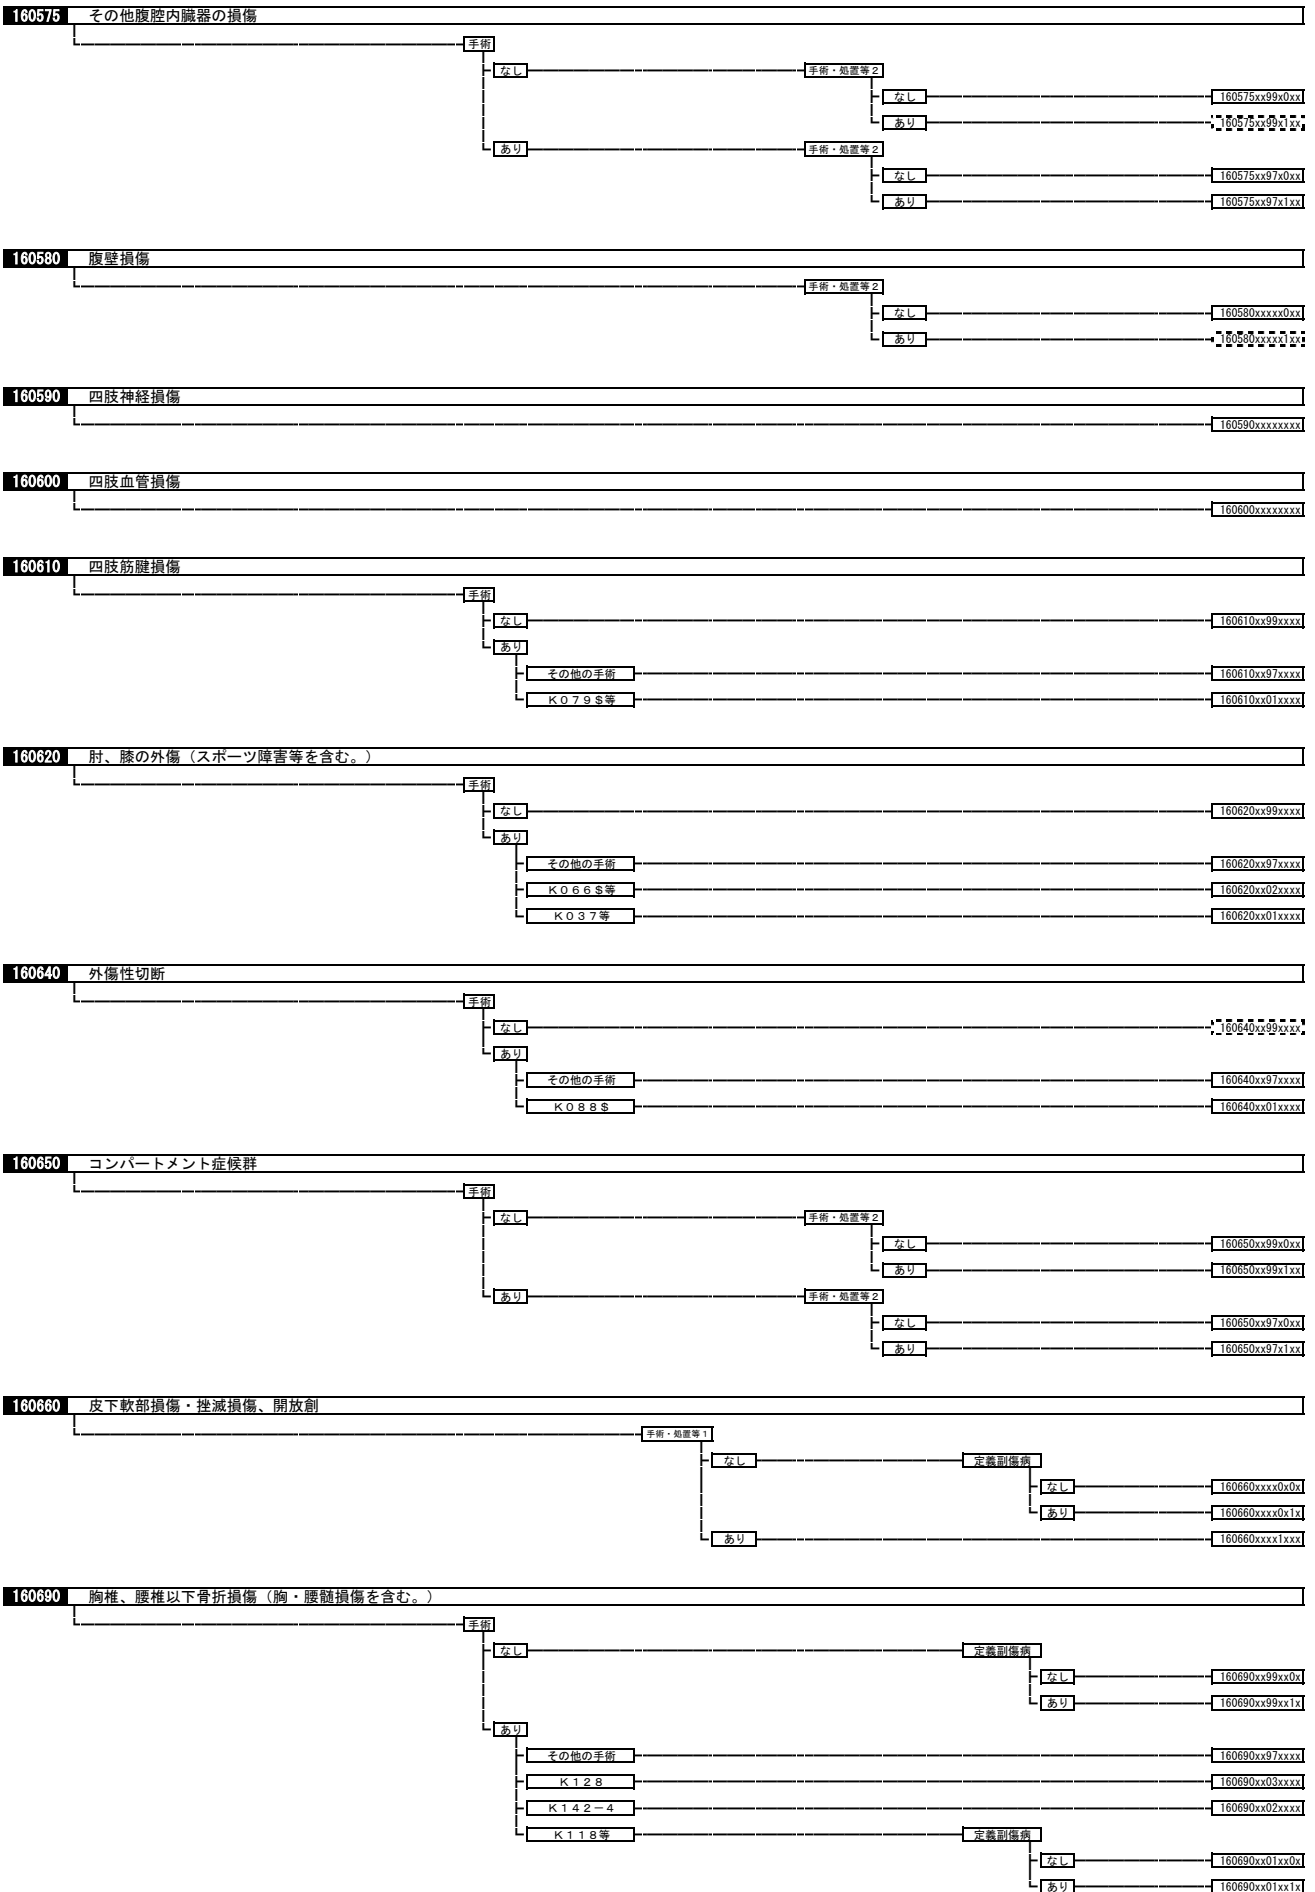 160575 その他腹腔内臓器の損傷
手術
なし 手術・処置等2
なし 160575xx99x0xx
あり 160575xx99x1xx
あり 手術・処置等2
なし 160575xx97x0xx
あり 160575xx97x1xx
160580 腹壁損傷
手術・処置等2
なし 160580xxxxx0xx
あり 160580xxxxx1xx
160590 四肢神経損傷
160590xxxxxxxx
160600 四肢血管損傷
160600xxxxxxxx
160610 四肢筋腱損傷
手術
なし 160610xx99xxxx
あり
その他の手術 160610xx97xxxx
K079$等 160610xx01xxxx
160620 肘、膝の外傷（スポーツ障害等を含む。）
手術
なし 160620xx99xxxx
あり
その他の手術 160620xx97xxxx
K066$等 160620xx02xxxx
K037等 160620xx01xxxx
160640 外傷性切断
手術
なし 160640xx99xxxx
あり
その他の手術 160640xx97xxxx
K088$ 160640xx01xxxx
160650 コンパートメント症候群
手術
なし 手術・処置等2
なし 160650xx99x0xx
あり 160650xx99x1xx
あり 手術・処置等2
なし 160650xx97x0xx
あり 160650xx97x1xx
160660 皮下軟部損傷・挫滅損傷、開放創
手術・処置等1
なし 定義副傷病
なし 160660xxxx0x0x
あり 160660xxxx0x1x
あり 160660xxxx1xxx
160690 胸椎、腰椎以下骨折損傷（胸・腰髄損傷を含む。）
手術
なし 定義副傷病
なし 160690xx99xx0x
あり 160690xx99xx1x
あり
その他の手術 160690xx97xxxx
K128 160690xx03xxxx
K142－4 160690xx02xxxx
K118等 定義副傷病
なし 160690xx01xx0x
あり 160690xx01xx1x